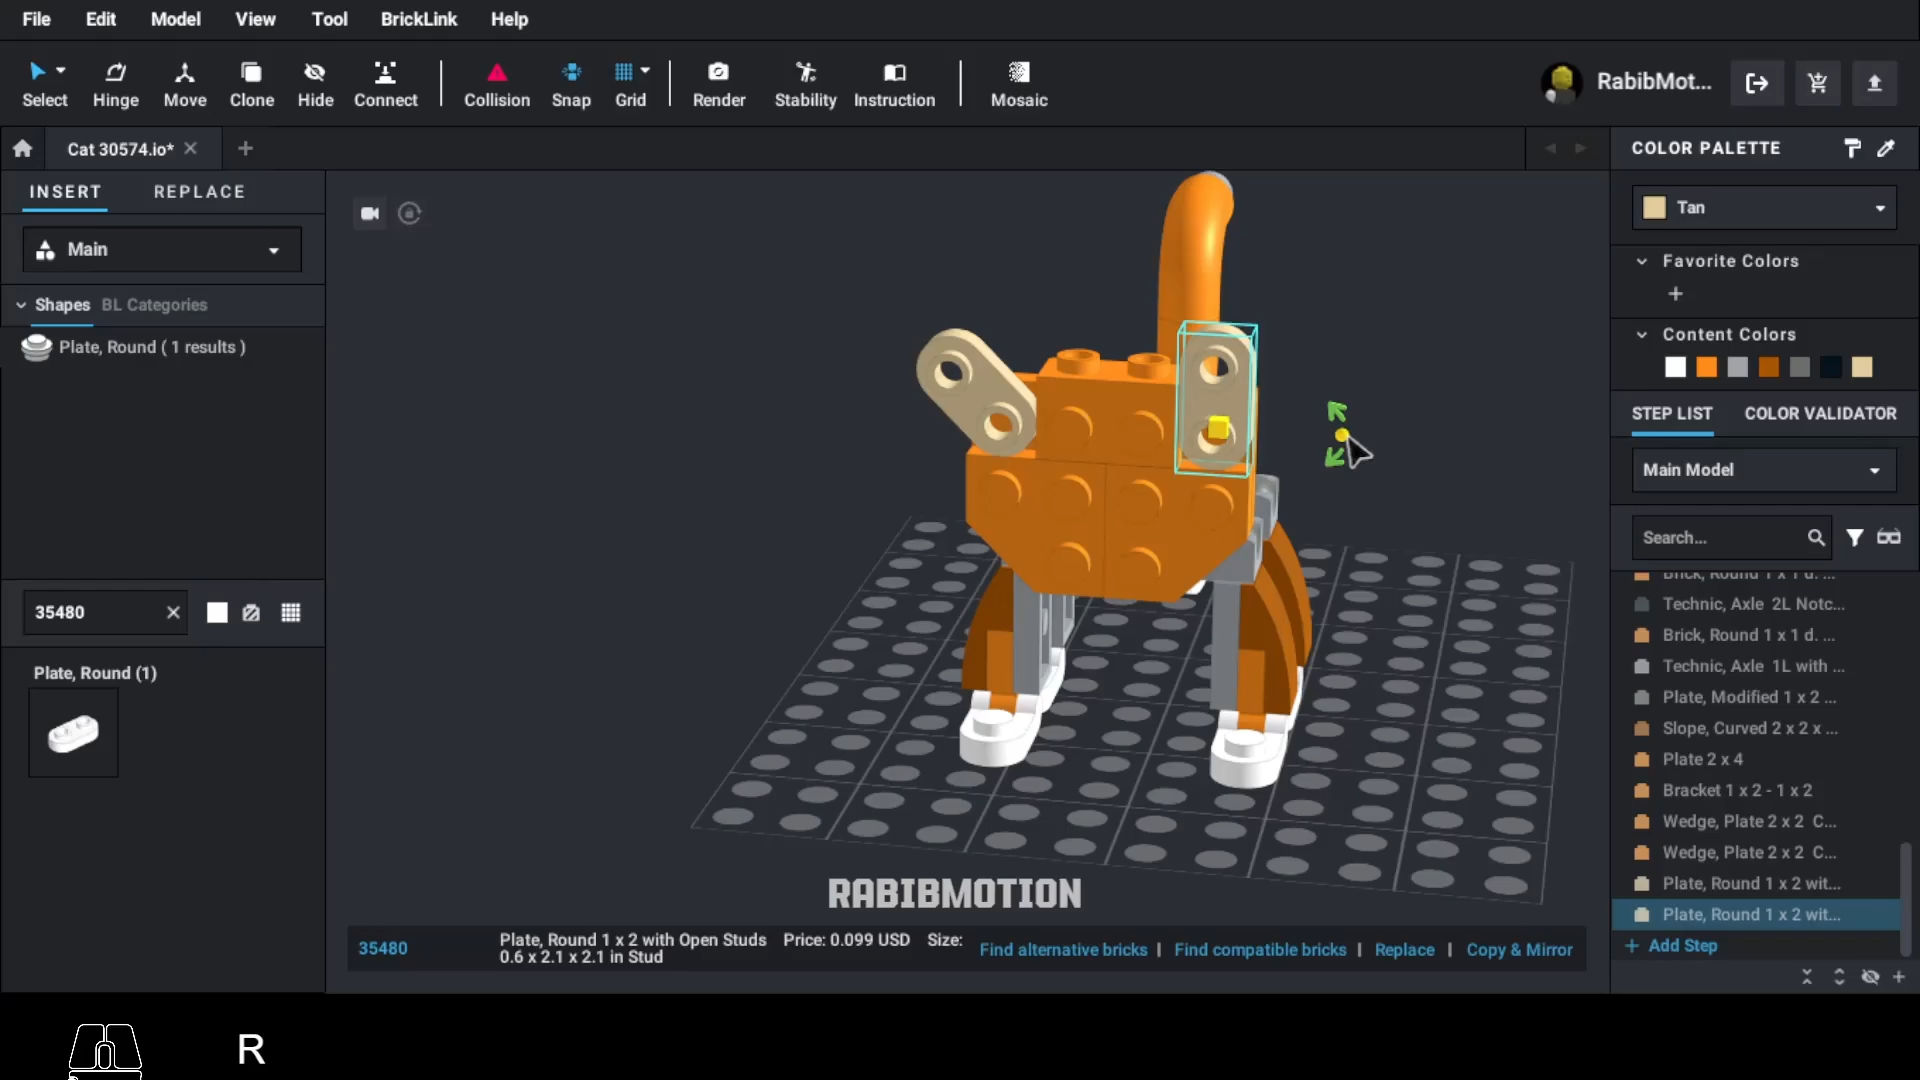 File Edit Model View Tool BrickLink Help
Select Hinge Move Clone Hide Connect Collision Snap Grid Render Stability Instruction Mosaic RabibMot...
Cat 30574.io*
INSERT REPLACE
Main
Shapes BL Categories
Plate, Round ( 1 results )
35480
Plate, Round (1)
RABIBMOTION
35480 Plate, Round 1 x 2 with Open Studs Price: 0.099 USD Size:
0.6 x 2.1 x 2.1 in Stud
Find alternative bricks | Find compatible bricks | Replace | Copy & Mirror
COLOR PALETTE
Tan
Favorite Colors
+
Content Colors
STEP LIST COLOR VALIDATOR
Main Model
Search...
Brick, Round 1 x 1 d. ...
Technic, Axle 2L Notc...
Brick, Round 1 x 1 d. ...
Technic, Axle 1L with ...
Plate, Modified 1 x 2 ...
Slope, Curved 2 x 2 x ...
Plate 2 x 4
Bracket 1 x 2 - 1 x 2
Wedge, Plate 2 x 2 C...
Wedge, Plate 2 x 2 C...
Plate, Round 1 x 2 wit...
Plate, Round 1 x 2 wit...
+ Add Step
R